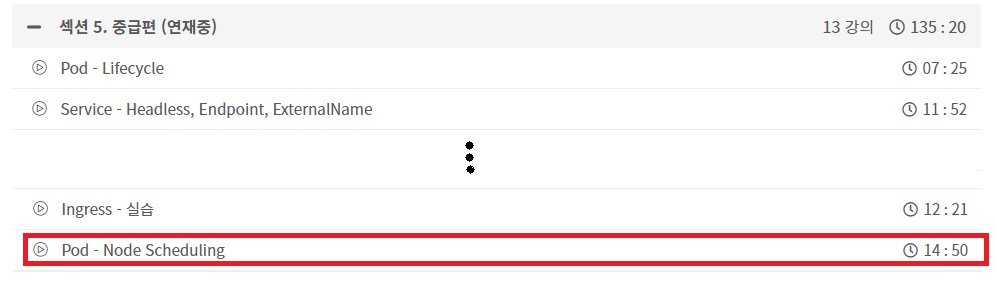 섹션 5. 중급편 (연재중) 13 강의 135 : 20
Pod - Lifecycle 07 : 25
Service - Headless, Endpoint, ExternalName 11 : 52
Ingress - 실습 12 : 21
Pod - Node Scheduling 14 : 50